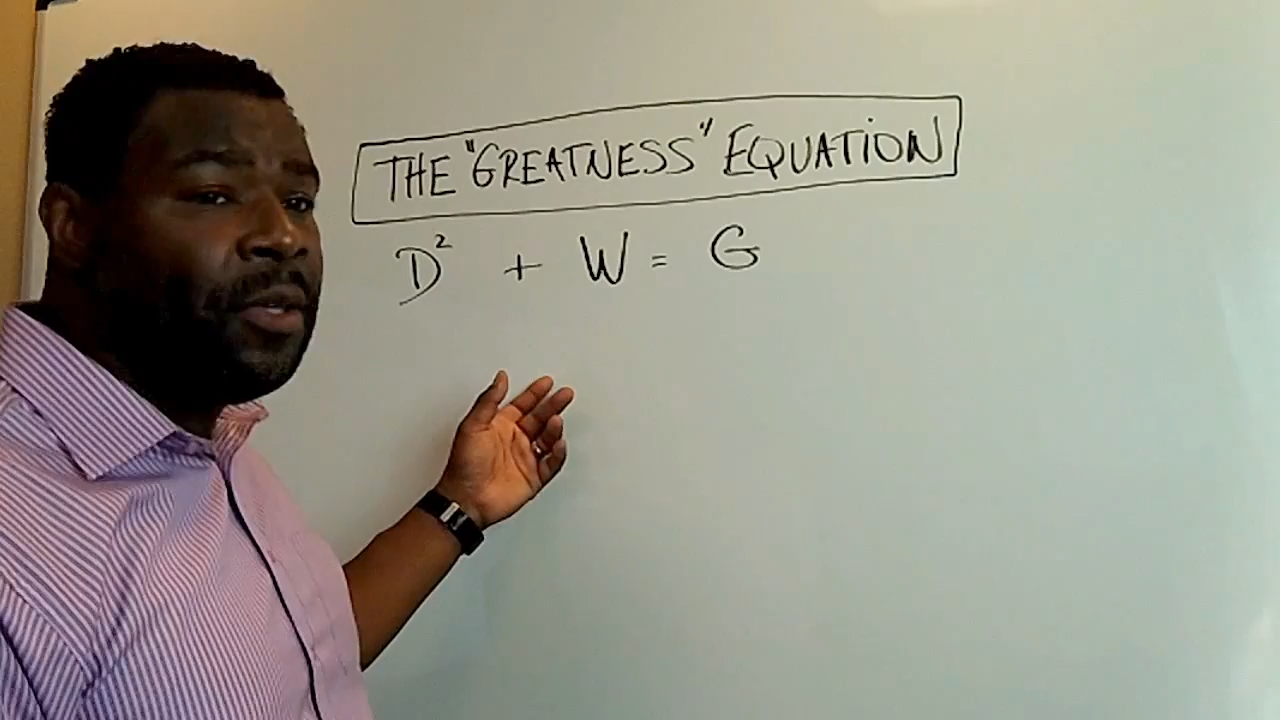 THE "GREATNESS" EQUATION
D² + W = G